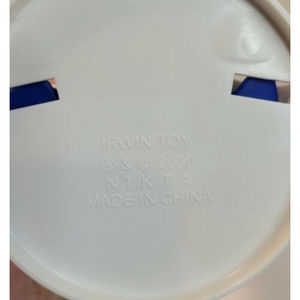 IRWIN TOY
® & © 2000
N.T./K. T. A
MADE IN CHINA